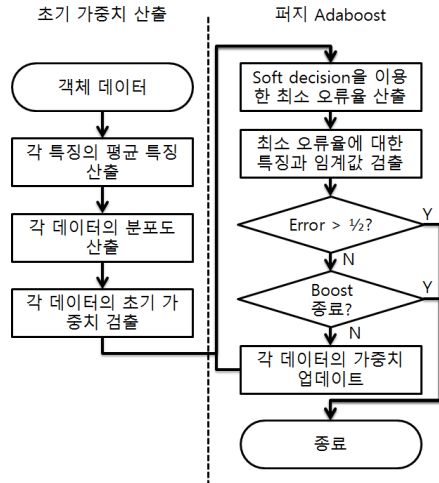 초기 가중치 산출
객체 데이터
각 특징의 평균 특징
산출
각 데이터의 분포도
산출
각 데이터의 초기 가
중치 검출
퍼지 Adaboost
Soft decision을 이용
한 최소 오류율 산출
최소 오류율에 대한
특징과 임계값 검출
Error > ½?
Y
N
Boost
종료?
Y
N
각 데이터의 가중치
업데이트
종료